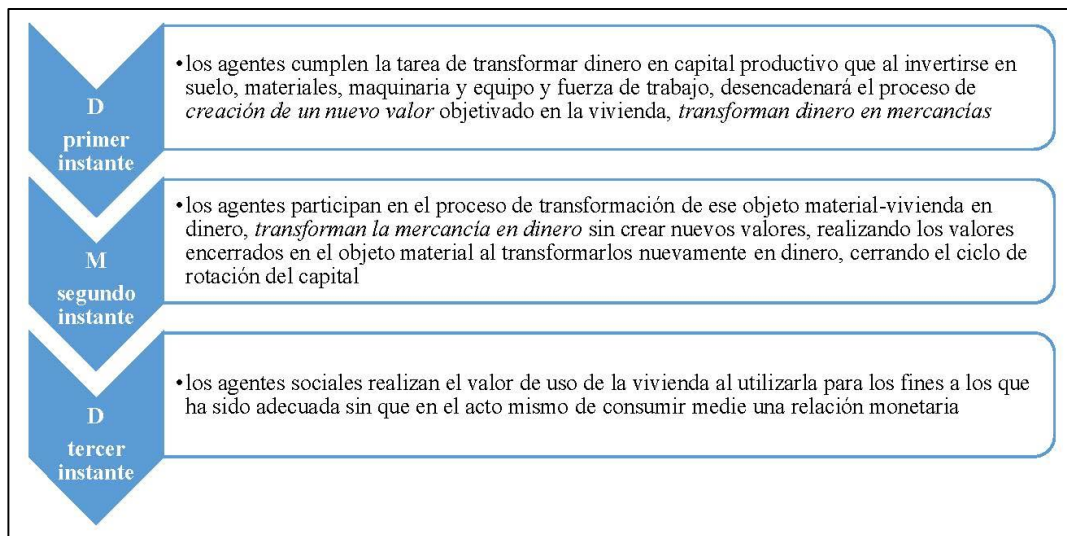 D
primer
instante
•los agentes cumplen la tarea de transformar dinero en capital productivo que al invertirse en
suelo, materiales, maquinaria y equipo y fuerza de trabajo, desencadenará el proceso de
creación de un nuevo valor objetivado en la vivienda, transforman dinero en mercancías
M
segundo
instante
•los agentes participan en el proceso de transformación de ese objeto material-vivienda en
dinero, transforman la mercancía en dinero sin crear nuevos valores, realizando los valores
encerrados en el objeto material al transformarlos nuevamente en dinero, cerrando el ciclo de
rotación del capital
D
tercer
instante
•los agentes sociales realizan el valor de uso de la vivienda al utilizarla para los fines a los que
ha sido adecuada sin que en el acto mismo de consumir medie una relación monetaria